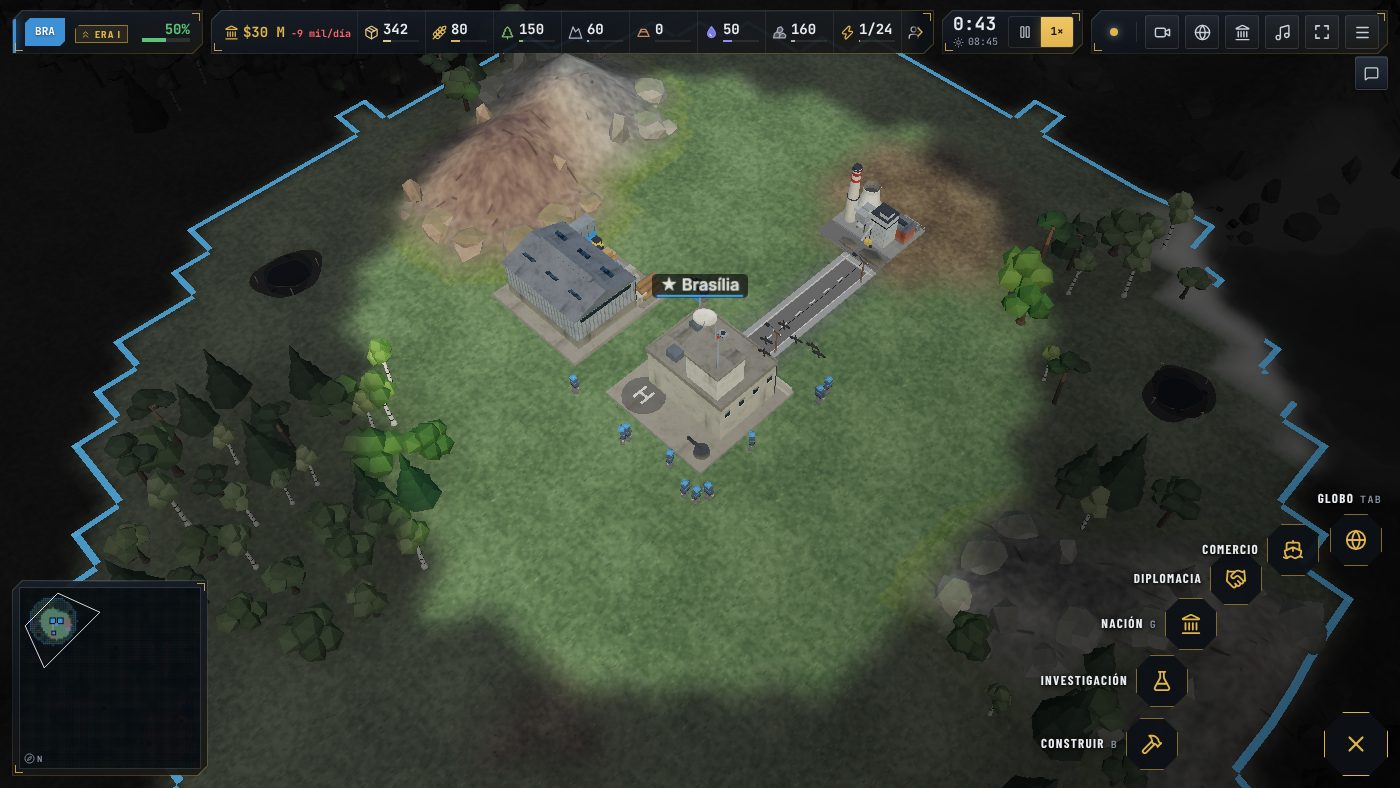 BRA
ERA I
50%
$30 M -9 mil/día
342
80
150
60
0
50
160
1/24
0:43
08:45
1×
★ Brasília
H
GLOBO TAB
COMERCIO
DIPLOMACIA
NACIÓN G
INVESTIGACIÓN
CONSTRUIR B
N